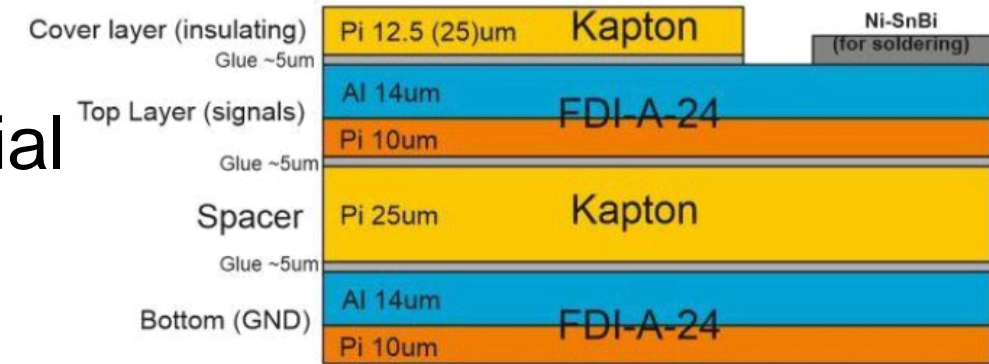 Cover layer (insulating)
Pi 12.5 (25)um
Kapton
Ni-SnBi
(for soldering)
Glue ~5um
ial
Top Layer (signals)
Al 14um
FDI-A-24
Pi 10um
Glue ~5um
Spacer
Pi 25um
Kapton
Glue ~5um
Bottom (GND)
Al 14um
FDI-A-24
Pi 10um